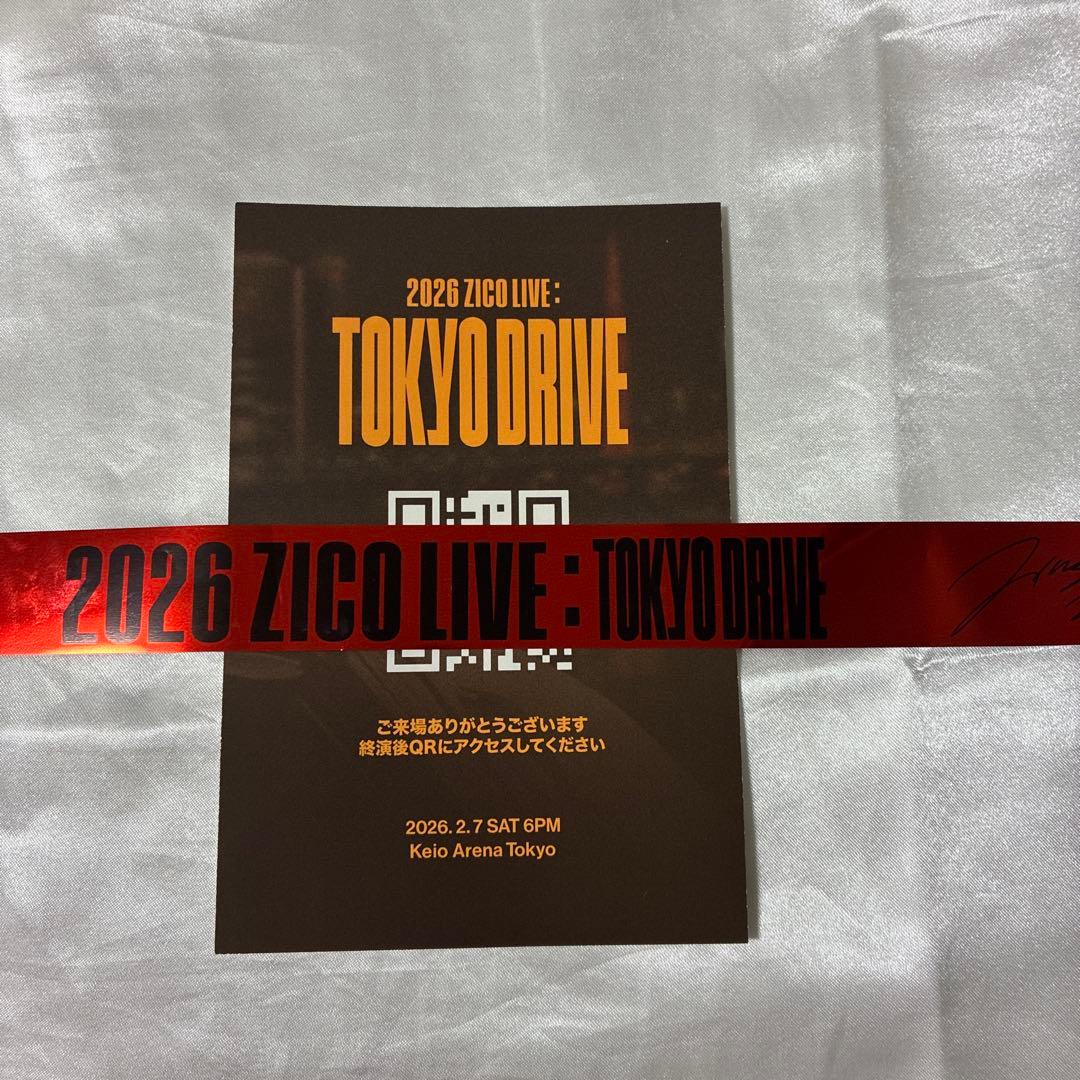 2026 ZICO LIVE :
TOKYO DRIVE
2026 ZICO LIVE : TOKYO DRIVE
ご来場ありがとうございます
終演後QRにアクセスしてください
2026. 2. 7 SAT 6PM
Keio Arena Tokyo